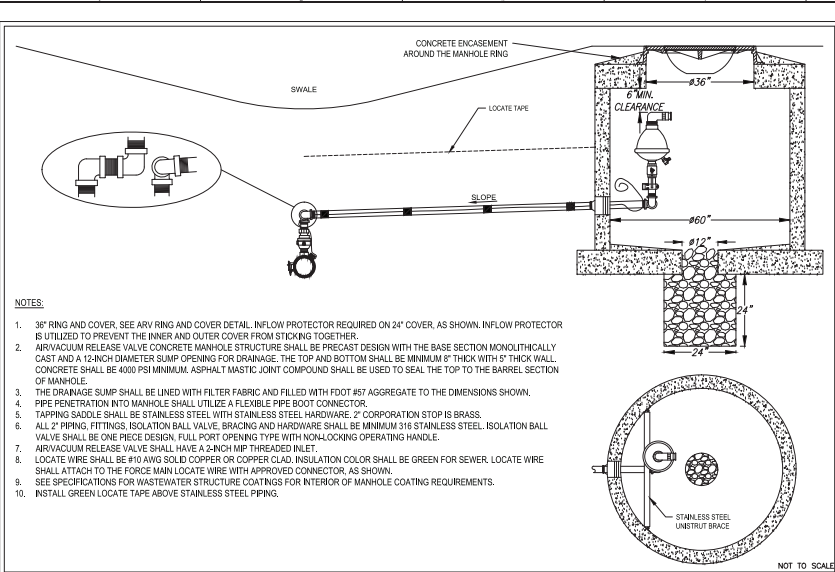 CONCRETE ENCASEMENT
AROUND THE MANHOLE RING
SWALE
ø36"
6"MIN.
CLEARANCE
LOCATE TAPE
SLOPE
ø60"
ø12"
24"
24"
NOTES:
1. 36" RING AND COVER, SEE ARV RING AND COVER DETAIL. INFLOW PROTECTOR REQUIRED ON 24" COVER, AS SHOWN. INFLOW PROTECTOR
IS UTILIZED TO PREVENT THE INNER AND OUTER COVER FROM STICKING TOGETHER.
2. AIR/VACUUM RELEASE VALVE CONCRETE MANHOLE STRUCTURE SHALL BE PRECAST DESIGN WITH THE BASE SECTION MONOLITHICALLY
CAST AND A 12-INCH DIAMETER SUMP OPENING FOR DRAINAGE. THE TOP AND BOTTOM SHALL BE MINIMUM 8" THICK WITH 5" THICK WALL.
CONCRETE SHALL BE 4000 PSI MINIMUM. ASPHALT MASTIC JOINT COMPOUND SHALL BE USED TO SEAL THE TOP TO THE BARREL SECTION
OF MANHOLE.
3. THE DRAINAGE SUMP SHALL BE LINED WITH FILTER FABRIC AND FILLED WITH FDOT #57 AGGREGATE TO THE DIMENSIONS SHOWN.
4. PIPE PENETRATION INTO MANHOLE SHALL UTILIZE A FLEXIBLE PIPE BOOT CONNECTOR.
5. TAPPING SADDLE SHALL BE STAINLESS STEEL WITH STAINLESS STEEL HARDWARE. 2" CORPORATION STOP IS BRASS.
6. ALL 2" PIPING, FITTINGS, ISOLATION BALL VALVE, BRACING AND HARDWARE SHALL BE MINIMUM 316 STAINLESS STEEL. ISOLATION BALL
VALVE SHALL BE ONE PIECE DESIGN, FULL PORT OPENING TYPE WITH NON-LOCKING OPERATING HANDLE.
7. AIR/VACUUM RELEASE VALVE SHALL HAVE A 2-INCH MIP THREADED INLET.
8. LOCATE WIRE SHALL BE #10 AWG SOLID COPPER OR COPPER CLAD. INSULATION COLOR SHALL BE GREEN FOR SEWER. LOCATE WIRE
SHALL ATTACH TO THE FORCE MAIN LOCATE WIRE WITH APPROVED CONNECTOR, AS SHOWN.
9. SEE SPECIFICATIONS FOR WASTEWATER STRUCTURE COATINGS FOR INTERIOR OF MANHOLE COATING REQUIREMENTS.
10. INSTALL GREEN LOCATE TAPE ABOVE STAINLESS STEEL PIPING.
STAINLESS STEEL
UNISTRUT BRACE
NOT TO SCALE